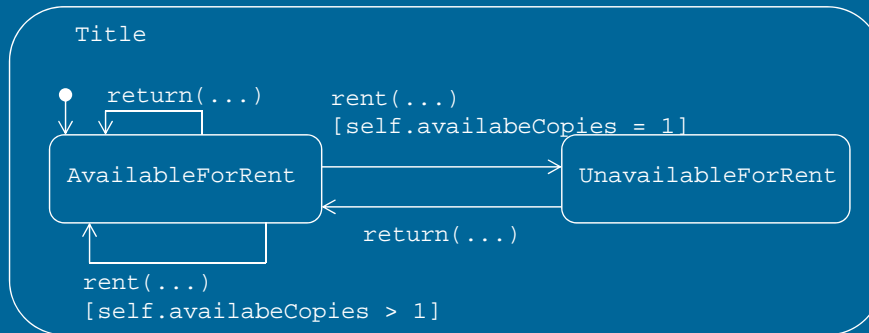 Title
return(...)
rent(...)
[self.availabeCopies = 1]
AvailableForRent
UnavailableForRent
return(...)
rent(...)
[self.availabeCopies > 1]